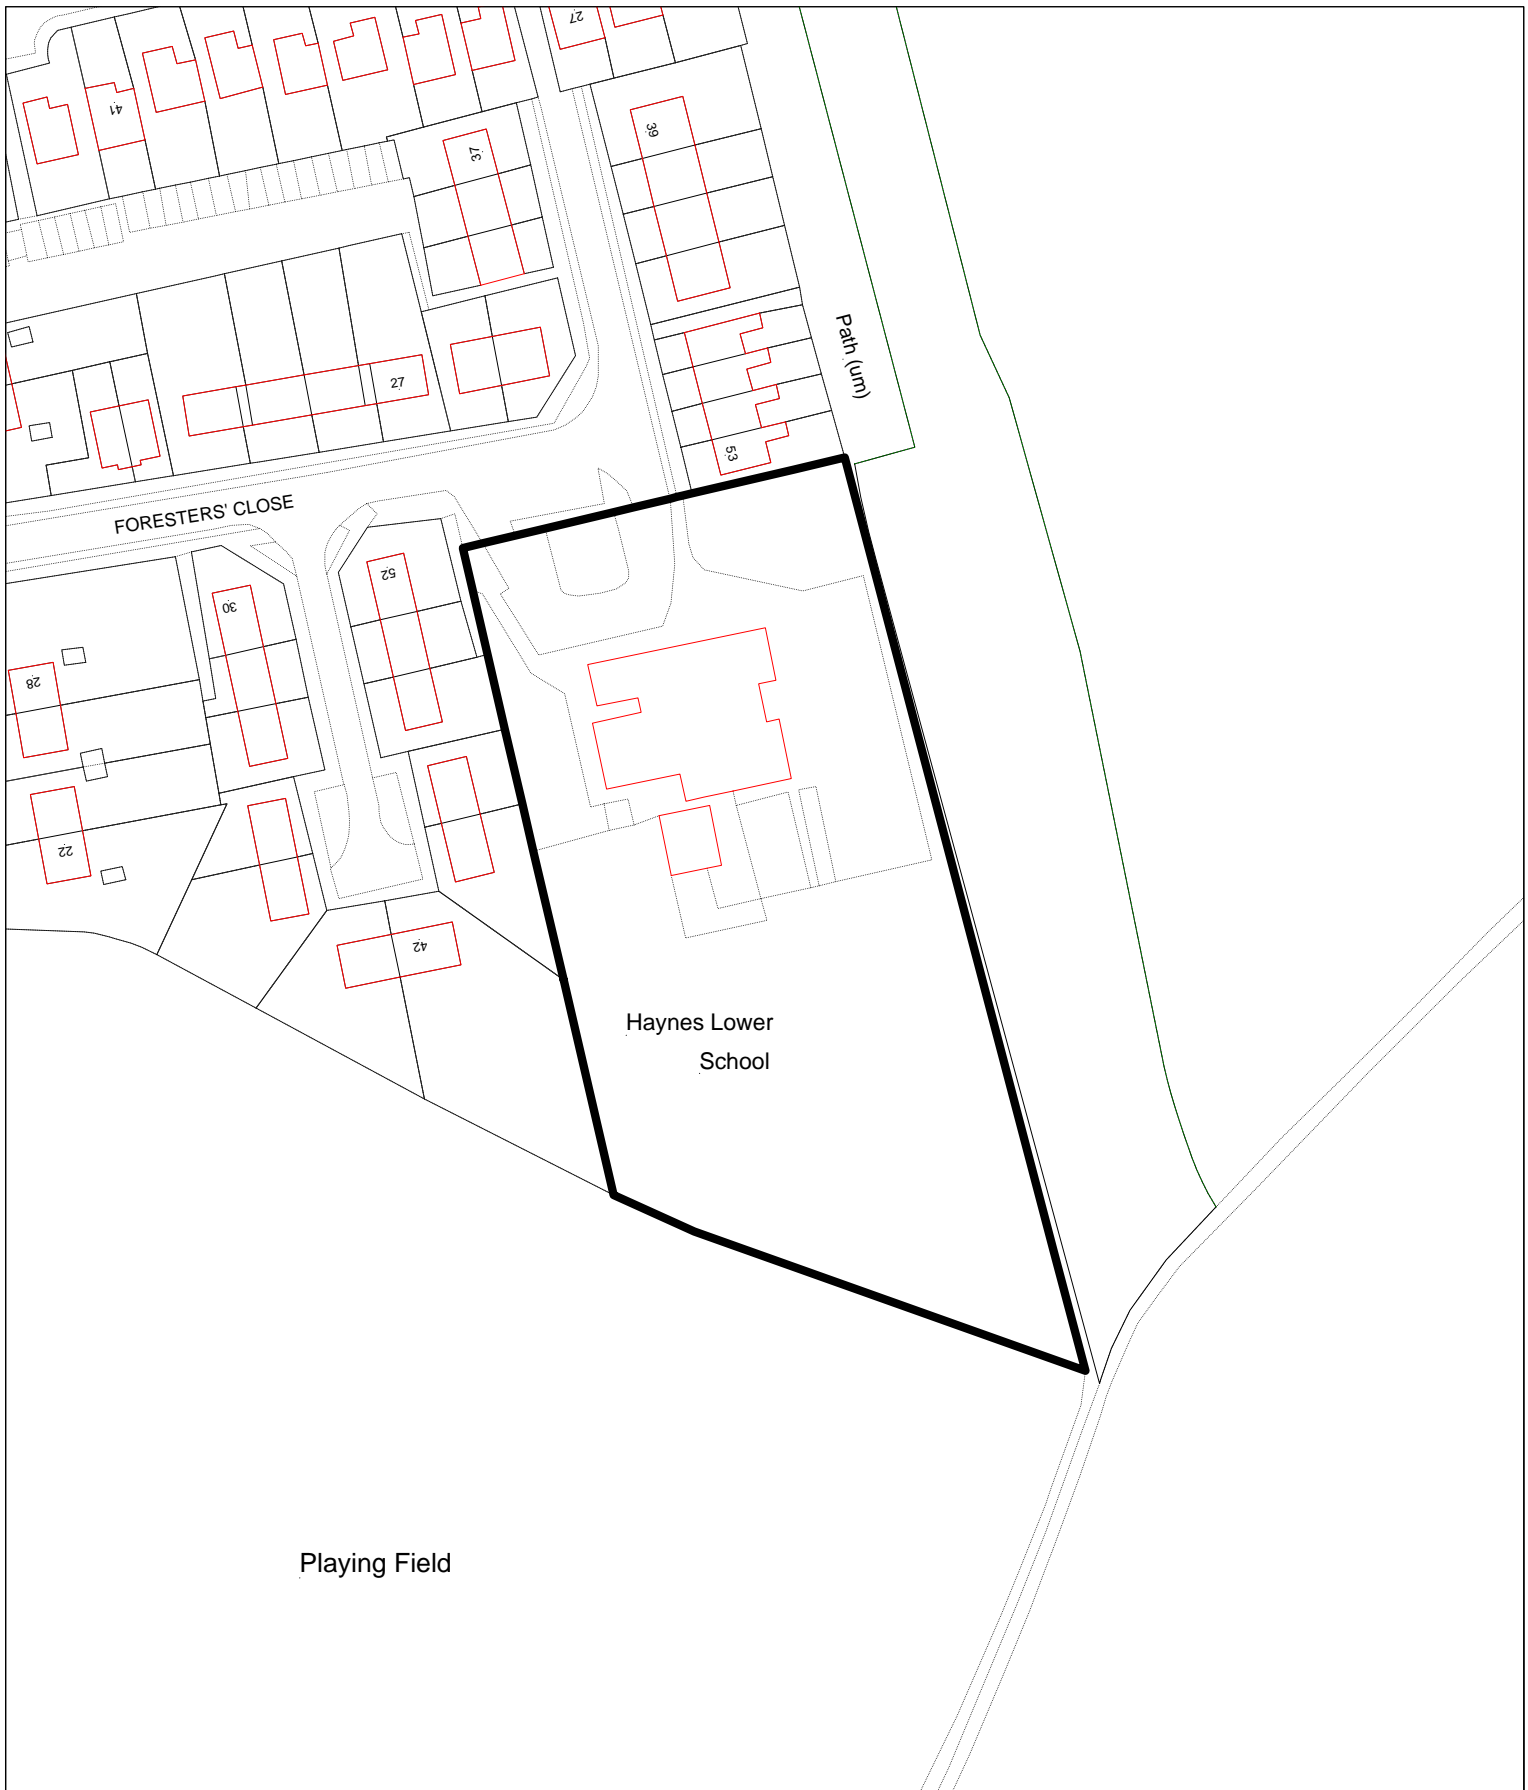 27
41
39
37
Path (um)
27
53
FORESTERS' CLOSE
52
30
28
22
42
Haynes Lower
School
Playing Field